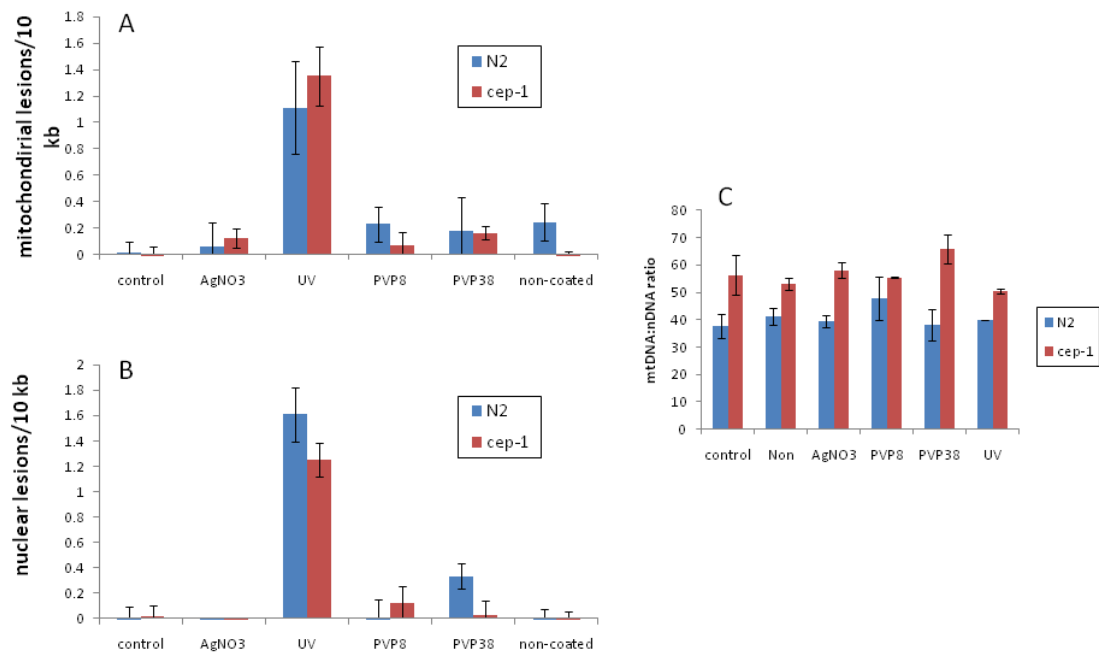 A
mitochondirial lesions/10
kb
1.8
1.6
1.4
1.2
1
0.8
0.6
0.4
0.2
0
N2
cep-1
control AgNO3 UV PVP8 PVP38 non-coated
B
nuclear lesions/10 kb
2
1.8
1.6
1.4
1.2
1
0.8
0.6
0.4
0.2
0
N2
cep-1
control AgNO3 UV PVP8 PVP38 non-coated
C
mtDNA:nDNA ratio
80
70
60
50
40
30
20
10
0
N2
cep-1
control Non AgNO3 PVP8 PVP38 UV